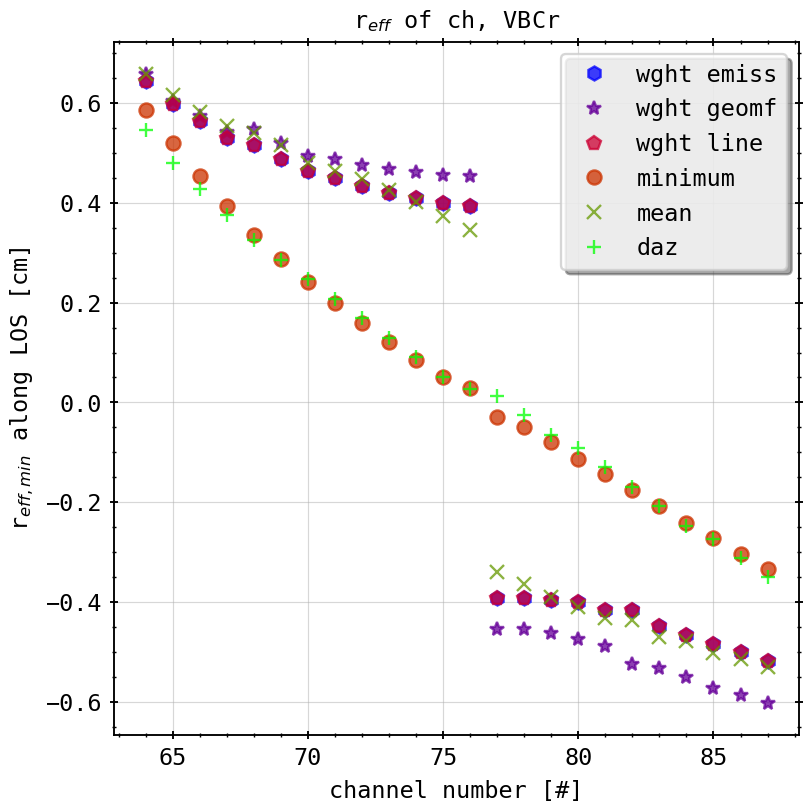 r_eff of ch, VBCr
wght emiss
wght geomf
wght line
minimum
mean
daz
r_eff,min along LOS [cm]
0.6
0.4
0.2
0.0
−0.2
−0.4
−0.6
65 70 75 80 85
channel number [#]